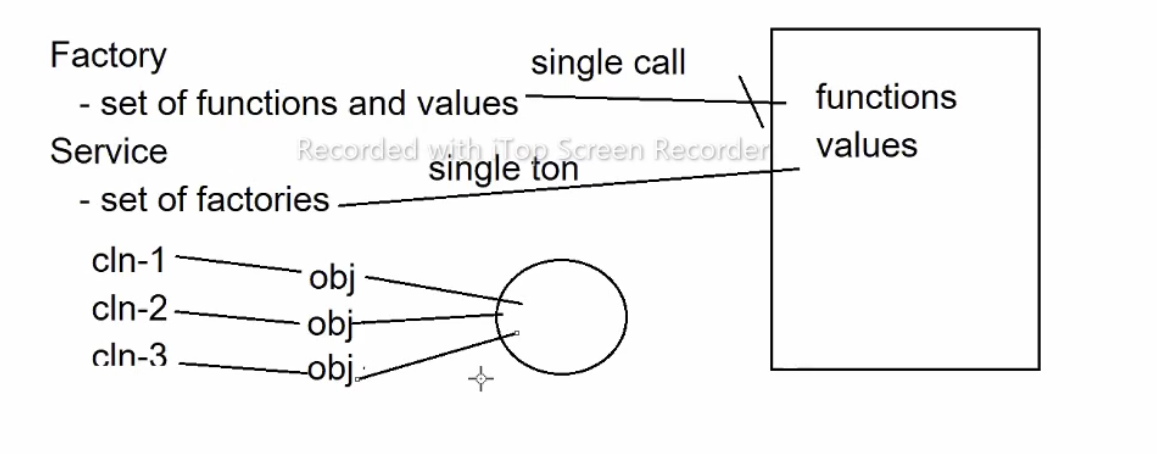 Factory
single call
- set of functions and values
functions
values
Service
Recorded with iTop Screen Recorder
single ton
- set of factories
cln-1
obj
cln-2
obj
cln-3
obj